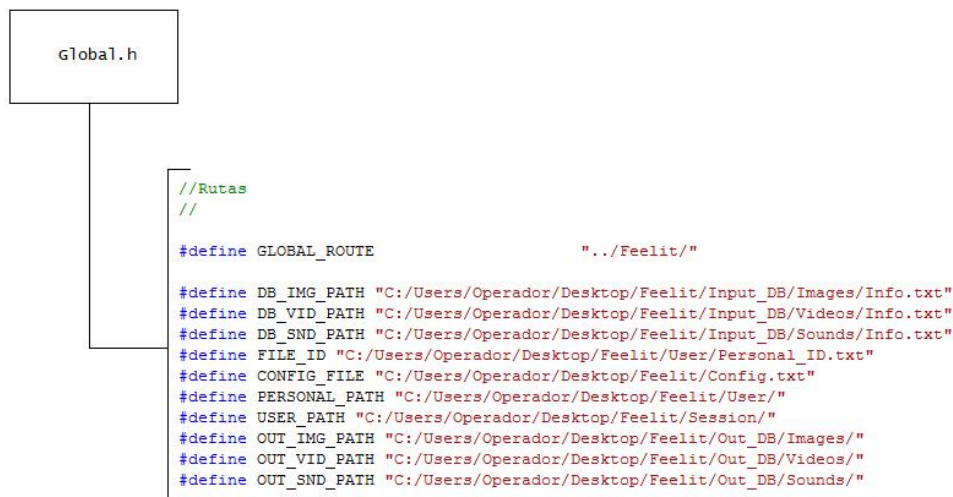 Global.h
//Rutas
//
#define GLOBAL_ROUTE "../Feelit/"
#define DB_IMG_PATH "C:/Users/Operador/Desktop/Feelit/Input_DB/Images/Info.txt"
#define DB_VID_PATH "C:/Users/Operador/Desktop/Feelit/Input_DB/Videos/Info.txt"
#define DB_SND_PATH "C:/Users/Operador/Desktop/Feelit/Input_DB/Sounds/Info.txt"
#define FILE_ID "C:/Users/Operador/Desktop/Feelit/User/Personal_ID.txt"
#define CONFIG_FILE "C:/Users/Operador/Desktop/Feelit/Config.txt"
#define PERSONAL_PATH "C:/Users/Operador/Desktop/Feelit/User/"
#define USER_PATH "C:/Users/Operador/Desktop/Feelit/Session/"
#define OUT_IMG_PATH "C:/Users/Operador/Desktop/Feelit/Out_DB/Images/"
#define OUT_VID_PATH "C:/Users/Operador/Desktop/Feelit/Out_DB/Videos/"
#define OUT_SND_PATH "C:/Users/Operador/Desktop/Feelit/Out_DB/Sounds/"